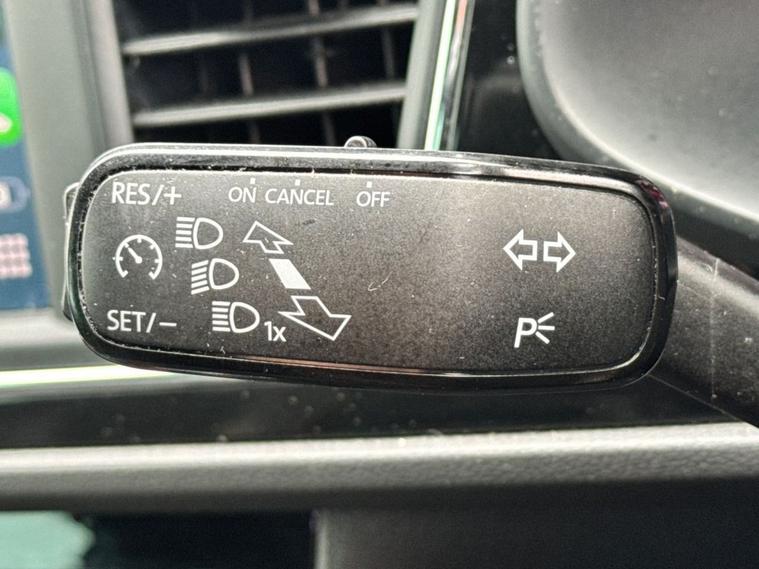 RES/+ ON CANCEL OFF
SET/− 1x
P